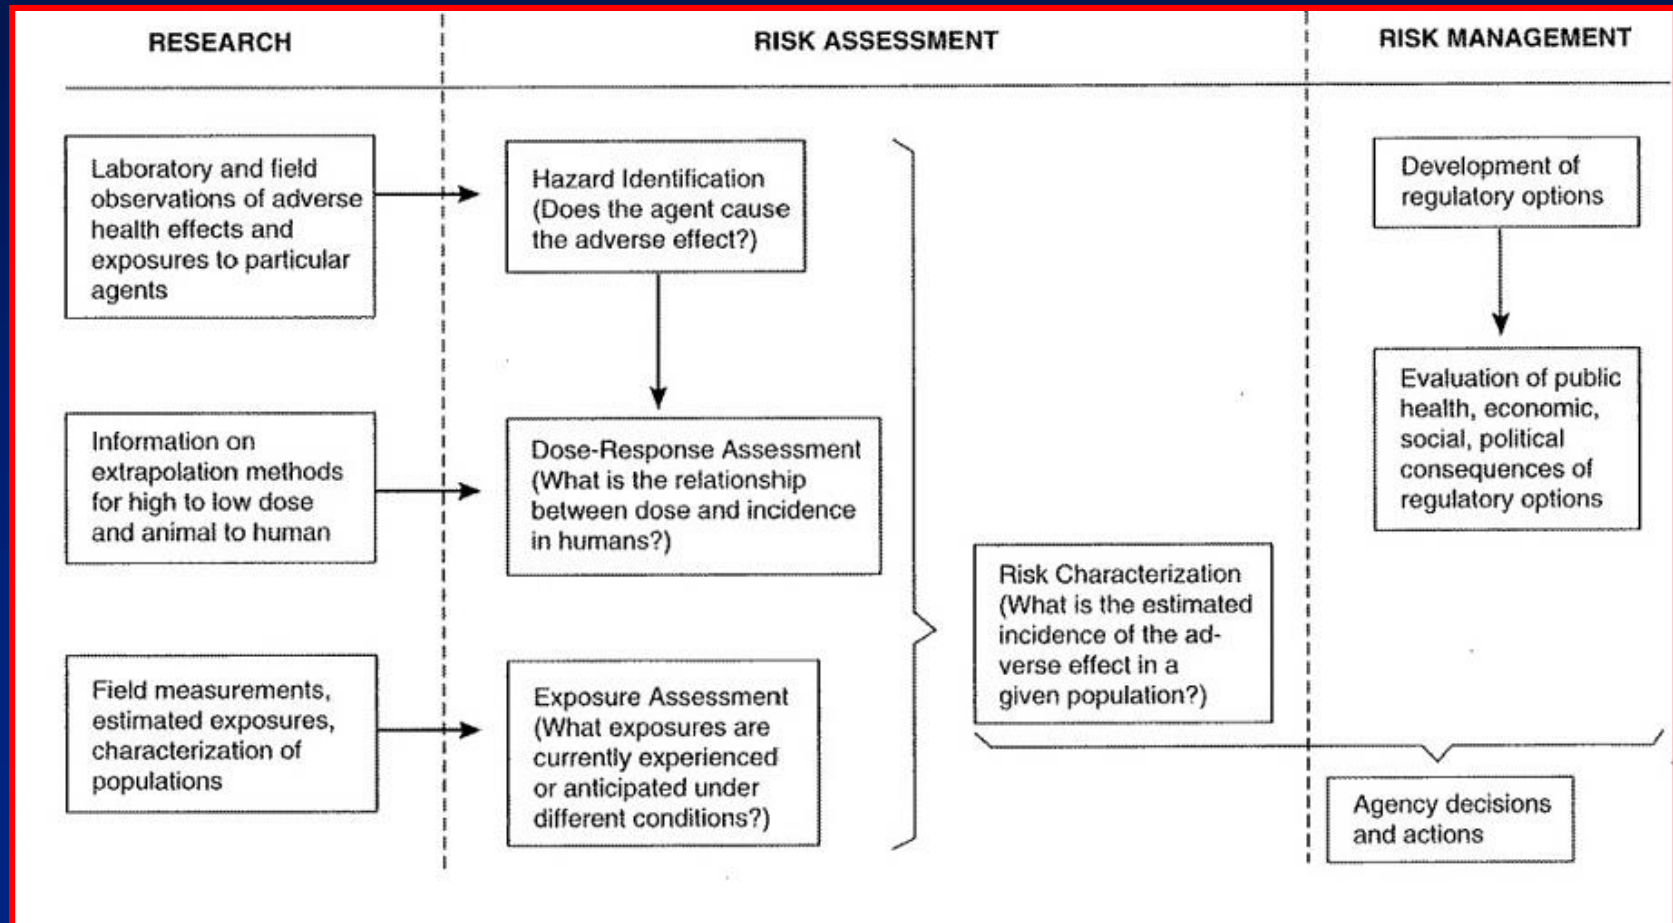 RESEARCH
RISK ASSESSMENT
RISK MANAGEMENT
Laboratory and field
observations of adverse
health effects and
exposures to particular
agents
Hazard Identification
(Does the agent cause
the adverse effect?)
Development of
regulatory options
Information on
extrapolation methods
for high to low dose
and animal to human
Dose-Response Assessment
(What is the relationship
between dose and incidence
in humans?)
Evaluation of public
health, economic,
social, political
consequences of
regulatory options
Field measurements,
estimated exposures,
characterization of
populations
Exposure Assessment
(What exposures are
currently experienced
or anticipated under
different conditions?)
Risk Characterization
(What is the estimated
incidence of the ad-
verse effect in a
given population?)
Agency decisions
and actions